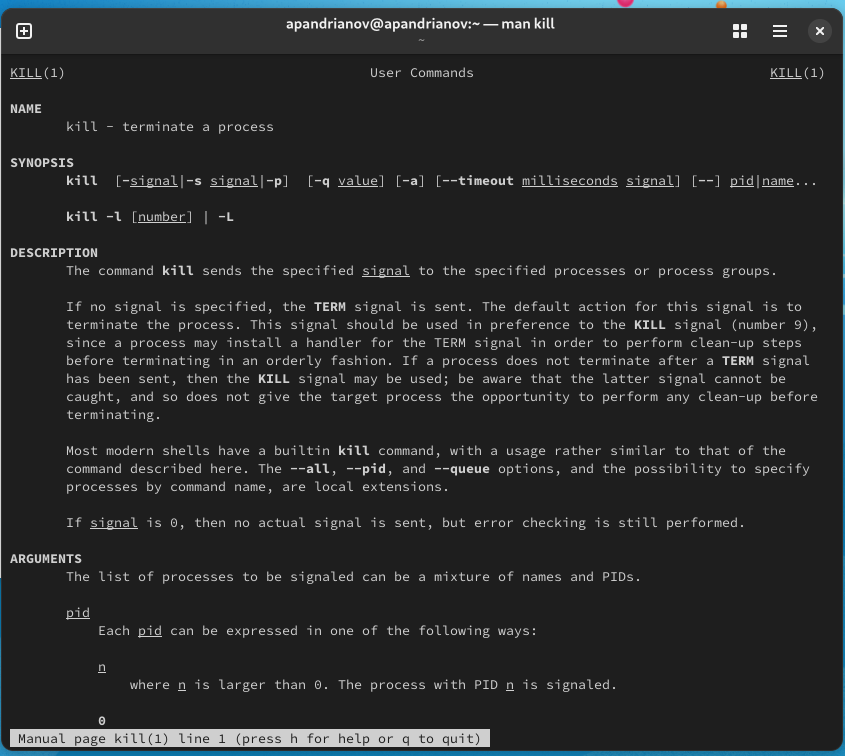 apandrianov@apandrianov:~ — man kill
~
KILL(1) User Commands KILL(1)
NAME
kill - terminate a process
SYNOPSIS
kill [-signal|-s signal|-p] [-q value] [-a] [--timeout milliseconds signal] [--] pid|name...
kill -l [number] | -L
DESCRIPTION
The command kill sends the specified signal to the specified processes or process groups.
If no signal is specified, the TERM signal is sent. The default action for this signal is to
terminate the process. This signal should be used in preference to the KILL signal (number 9),
since a process may install a handler for the TERM signal in order to perform clean-up steps
before terminating in an orderly fashion. If a process does not terminate after a TERM signal
has been sent, then the KILL signal may be used; be aware that the latter signal cannot be
caught, and so does not give the target process the opportunity to perform any clean-up before
terminating.
Most modern shells have a builtin kill command, with a usage rather similar to that of the
command described here. The --all, --pid, and --queue options, and the possibility to specify
processes by command name, are local extensions.
If signal is 0, then no actual signal is sent, but error checking is still performed.
ARGUMENTS
The list of processes to be signaled can be a mixture of names and PIDs.
pid
Each pid can be expressed in one of the following ways:
n
where n is larger than 0. The process with PID n is signaled.
0
Manual page kill(1) line 1 (press h for help or q to quit)